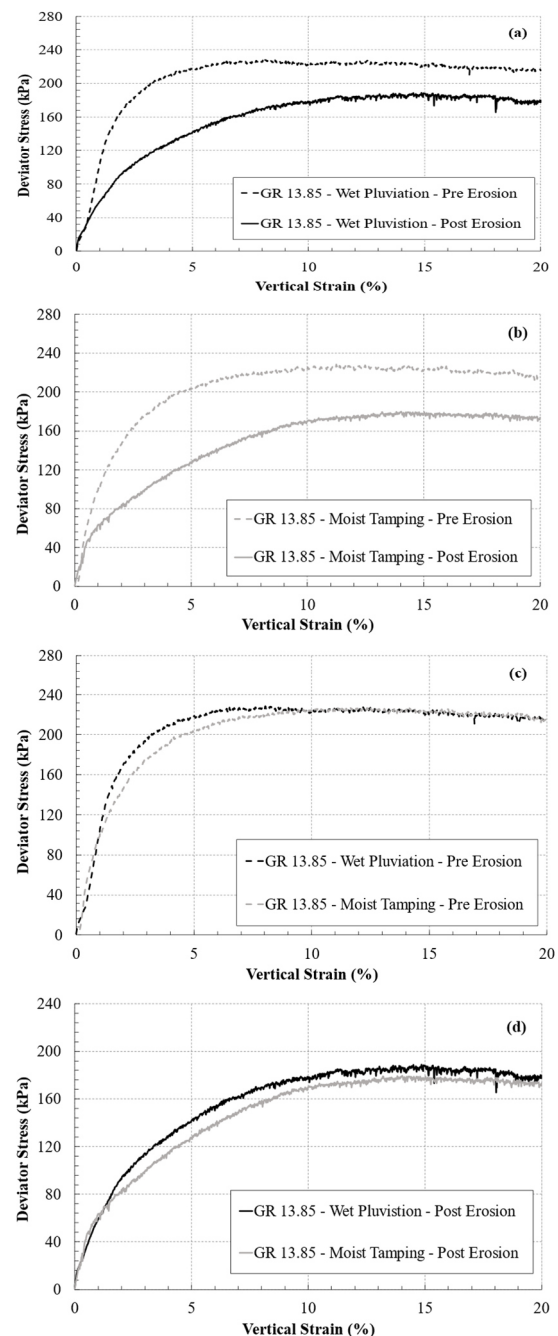 280
(a)
240
200
160
120
80
40
0
Deviator Stress (kPa)
GR 13.85 - Wet Pluviation - Pre Erosion
GR 13.85 - Wet Pluvistion - Post Erosion
0 5 10 15 20
Vertical Strain (%)
280
(b)
240
200
160
120
80
40
0
Deviator Stress (kPa)
GR 13.85 - Moist Tamping - Pre Erosion
GR 13.85 - Moist Tamping - Post Erosion
0 5 10 15 20
Vertical Strain (%)
280
(c)
240
200
160
120
80
40
0
Deviator Stress (kPa)
GR 13.85 - Wet Pluviation - Pre Erosion
GR 13.85 - Moist Tamping - Pre Erosion
0 5 10 15 20
Vertical Strain (%)
240
(d)
200
160
120
80
40
0
Deviator Stress (kPa)
GR 13.85 - Wet Pluvistion - Post Erosion
GR 13.85 - Moist Tamping - Post Erosion
0 5 10 15 20
Vertical Strain (%)